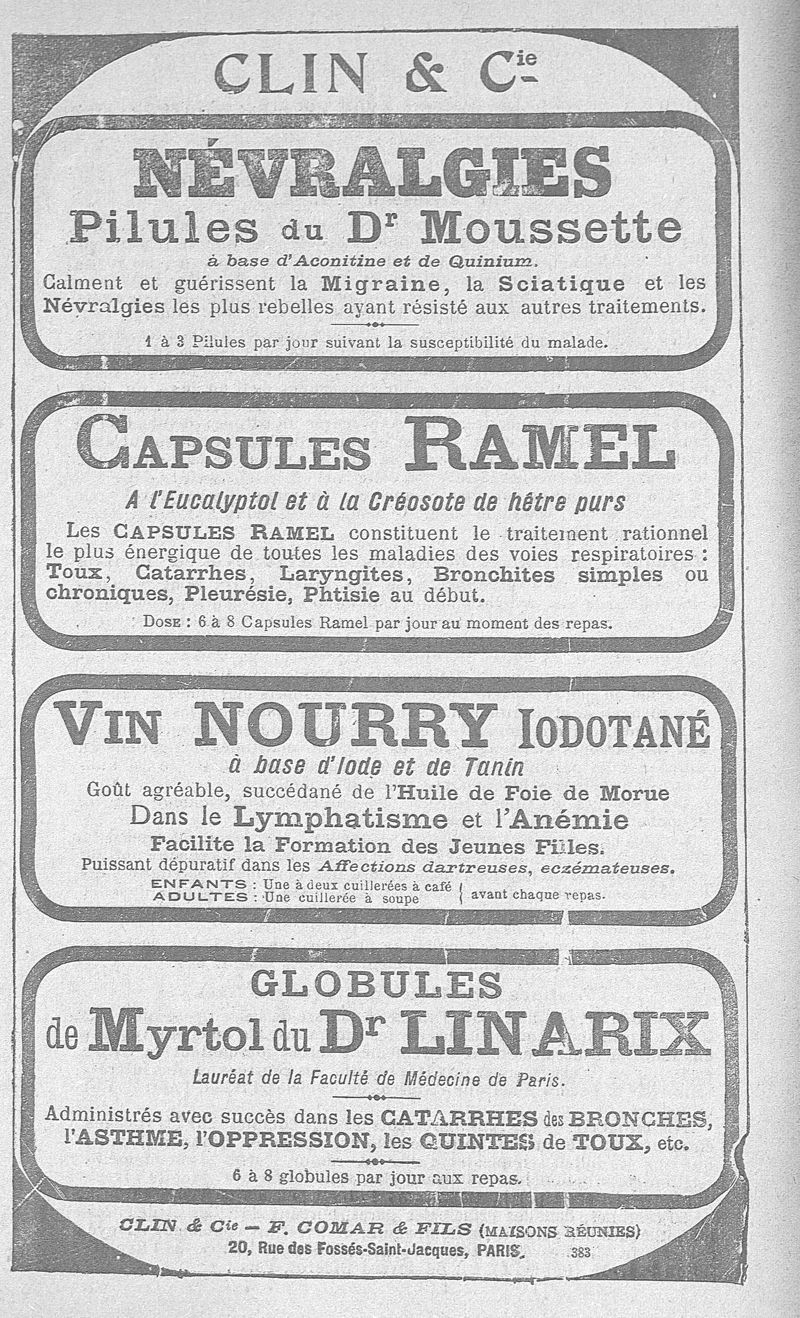 CLIN & Cie
NÉVRALGIES
Pilules du Dr Moussette
à base d'Aconitine et de Quinium.
Calment et guérissent la Migraine, la Sciatique et les
Névralgies les plus rebelles ayant résisté aux autres traitements.
1 à 3 Pilules par jour suivant la susceptibilité du malade.
CAPSULES RAMEL
A l'Eucalyptol et à la Créosote de hêtre purs
Les CAPSULES RAMEL constituent le traitement rationnel
le plus énergique de toutes les maladies des voies respiratoires :
Toux, Catarrhes, Laryngites, Bronchites simples ou
chroniques, Pleurésie, Phtisie au début.
DOSE : 6 à 8 Capsules Ramel par jour au moment des repas.
VIN NOURRY IODOTANÉ
à base d'Iode et de Tanin
Goût agréable, succédané de l'Huile de Foie de Morue
Dans le Lymphatisme et l'Anémie
Facilite la Formation des Jeunes Filles.
Puissant dépuratif dans les Affections dartreuses, eczémateuses.
ENFANTS : Une à deux cuillerées à café
ADULTES : Une cuillerée à soupe
avant chaque repas.
GLOBULES
de Myrtol du Dr LINARIX
Lauréat de la Faculté de Médecine de Paris.
Administrés avec succès dans les CATARRHES des BRONCHES,
l'ASTHME, l'OPPRESSION, les QUINTES de TOUX, etc.
6 à 8 globules par jour aux repas.
CLIN & Cie — F. COMAR & FILS (MAISONS RÉUNIES)
20, Rue des Fossés-Saint-Jacques, PARIS. 383